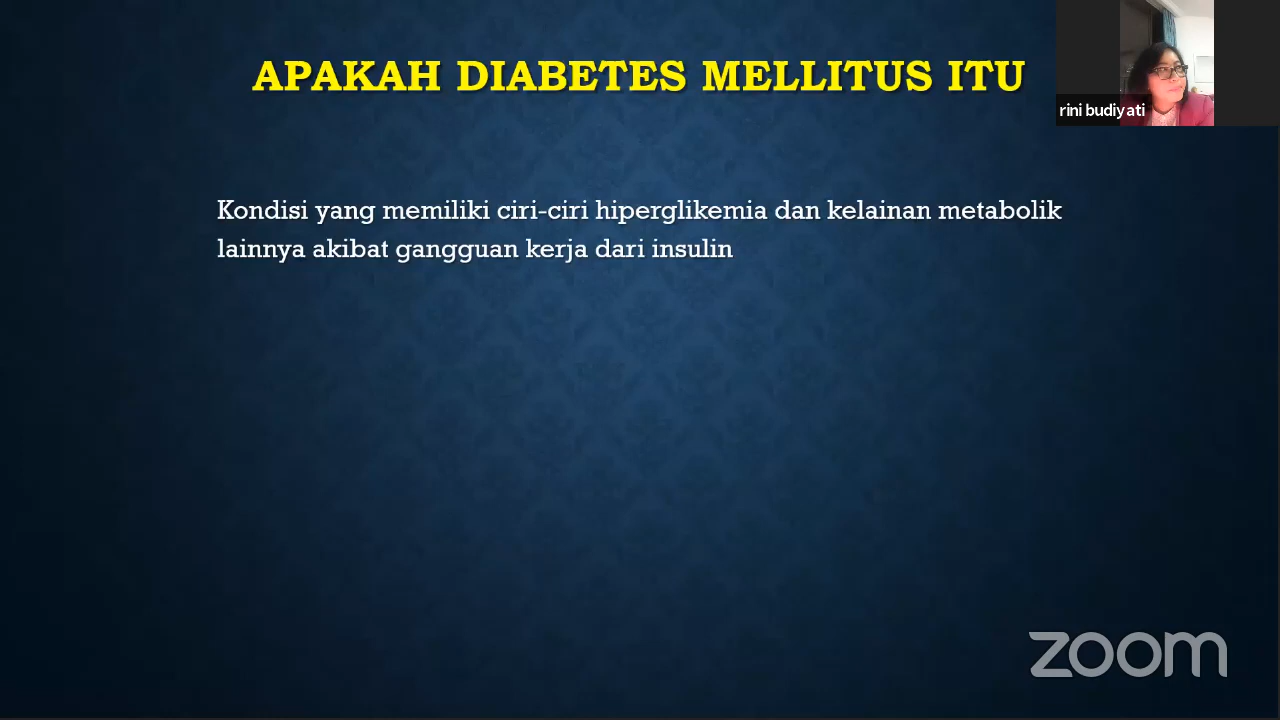 APAKAH DIABETES MELLITUS ITU
rini budiyati
Kondisi yang memiliki ciri-ciri hiperglikemia dan kelainan metabolik
lainnya akibat gangguan kerja dari insulin
zoom